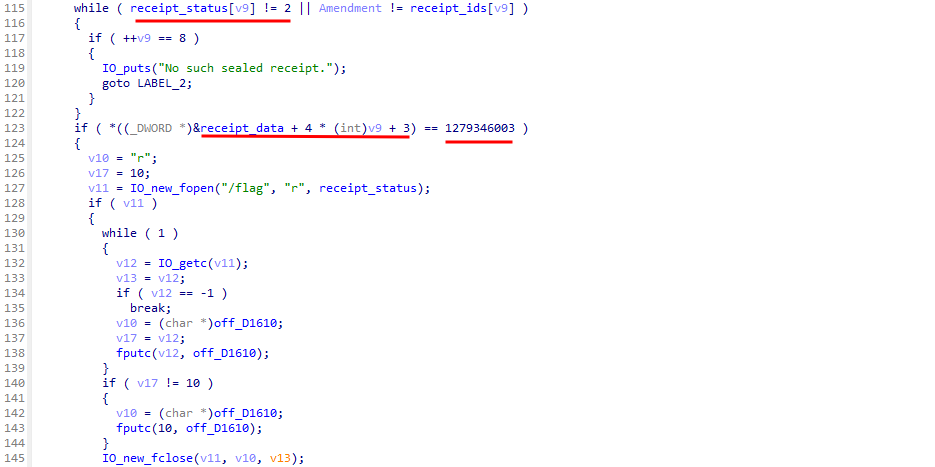 115 while ( receipt_status[v9] != 2 || Amendment != receipt_ids[v9] )
116 {
117 if ( ++v9 == 8 )
118 {
119 IO_puts("No such sealed receipt.");
120 goto LABEL_2;
121 }
122 }
123 if ( *((_DWORD *)&receipt_data + 4 * (int)v9 + 3) == 1279346003 )
124 {
125 v10 = "r";
126 v17 = 10;
127 v11 = IO_new_fopen("/flag", "r", receipt_status);
128 if ( v11 )
129 {
130 while ( 1 )
131 {
132 v12 = IO_getc(v11);
133 v13 = v12;
134 if ( v12 == -1 )
135 break;
136 v10 = (char *)off_D1610;
137 v17 = v12;
138 fputc(v12, off_D1610);
139 }
140 if ( v17 != 10 )
141 {
142 v10 = (char *)off_D1610;
143 fputc(10, off_D1610);
144 }
145 IO_new_fclose(v11, v10, v13);